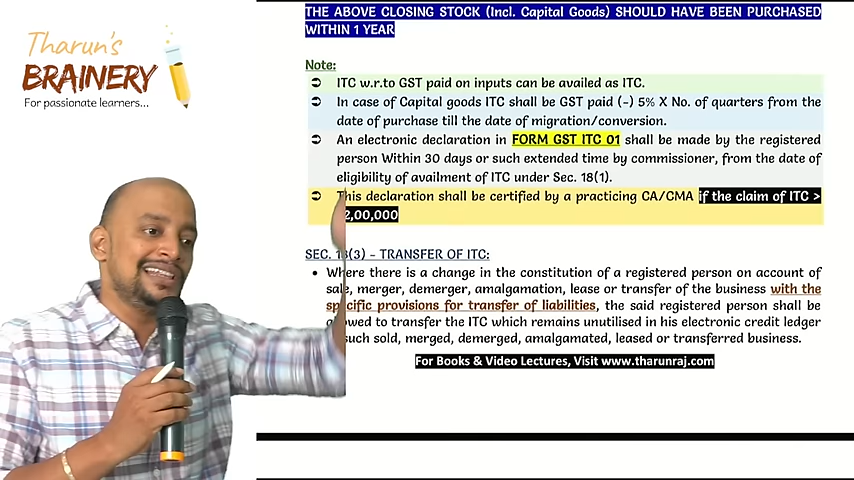 Tharun's
BRAINERY
For passionate learners...
THE ABOVE CLOSING STOCK (Incl. Capital Goods) SHOULD HAVE BEEN PURCHASED
WITHIN 1 YEAR
Note:
➲ ITC w.r.to GST paid on inputs can be availed as ITC.
➲ In case of Capital goods ITC shall be GST paid (-) 5% X No. of quarters from the
date of purchase till the date of migration/conversion.
➲ An electronic declaration in FORM GST ITC 01 shall be made by the registered
person Within 30 days or such extended time by commissioner, from the date of
eligibility of availment of ITC under Sec. 18(1).
➲ This declaration shall be certified by a practicing CA/CMA if the claim of ITC >
2,00,000
SEC. 18(3) - TRANSFER OF ITC:
• Where there is a change in the constitution of a registered person on account of
sale, merger, demerger, amalgamation, lease or transfer of the business with the
specific provisions for transfer of liabilities, the said registered person shall be
allowed to transfer the ITC which remains unutilised in his electronic credit ledger
such sold, merged, demerged, amalgamated, leased or transferred business.
For Books & Video Lectures, Visit www.tharunraj.com